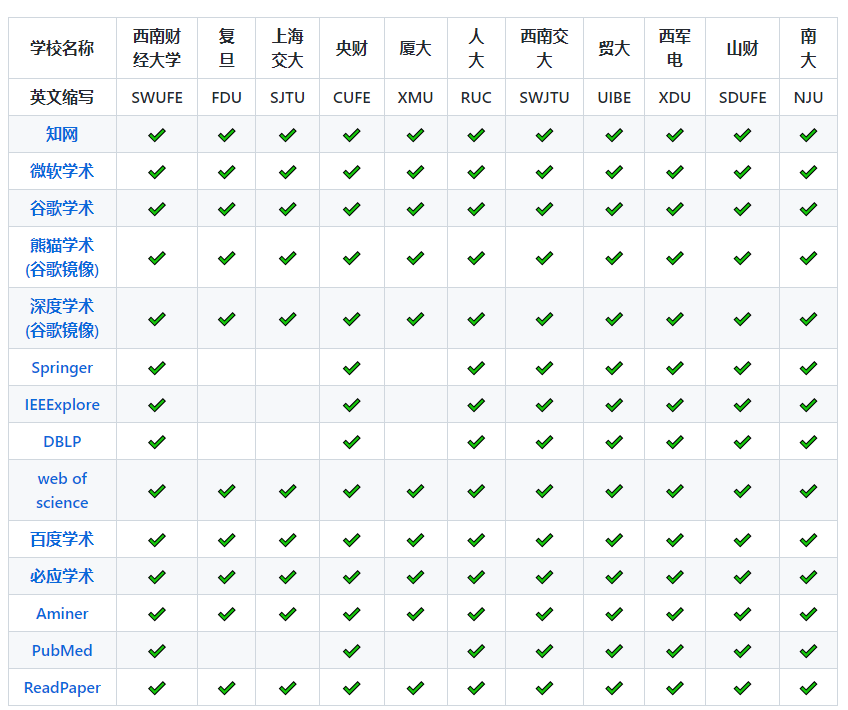 学校名称 西南财经大学 复旦 上海交大 央财 厦大 人大 西南交大 贸大 西军电 山财 南大
英文缩写 SWUFE FDU SJTU CUFE XMU RUC SWJTU UIBE XDU SDUFE NJU
知网 ✔ ✔ ✔ ✔ ✔ ✔ ✔ ✔ ✔ ✔ ✔
微软学术 ✔ ✔ ✔ ✔ ✔ ✔ ✔ ✔ ✔ ✔ ✔
谷歌学术 ✔ ✔ ✔ ✔ ✔ ✔ ✔ ✔ ✔ ✔ ✔
熊猫学术
(谷歌镜像) ✔ ✔ ✔ ✔ ✔ ✔ ✔ ✔ ✔ ✔ ✔
深度学术
(谷歌镜像) ✔ ✔ ✔ ✔ ✔ ✔ ✔ ✔ ✔ ✔ ✔
Springer ✔ ✔ ✔ ✔ ✔ ✔ ✔ ✔
IEEExplore ✔ ✔ ✔ ✔ ✔ ✔ ✔ ✔
DBLP ✔ ✔ ✔ ✔ ✔ ✔ ✔ ✔
web of
science ✔ ✔ ✔ ✔ ✔ ✔ ✔ ✔ ✔ ✔ ✔
百度学术 ✔ ✔ ✔ ✔ ✔ ✔ ✔ ✔ ✔ ✔ ✔
必应学术 ✔ ✔ ✔ ✔ ✔ ✔ ✔ ✔ ✔ ✔ ✔
Aminer ✔ ✔ ✔ ✔ ✔ ✔ ✔ ✔ ✔ ✔ ✔
PubMed ✔ ✔ ✔ ✔ ✔ ✔ ✔ ✔
ReadPaper ✔ ✔ ✔ ✔ ✔ ✔ ✔ ✔ ✔ ✔ ✔